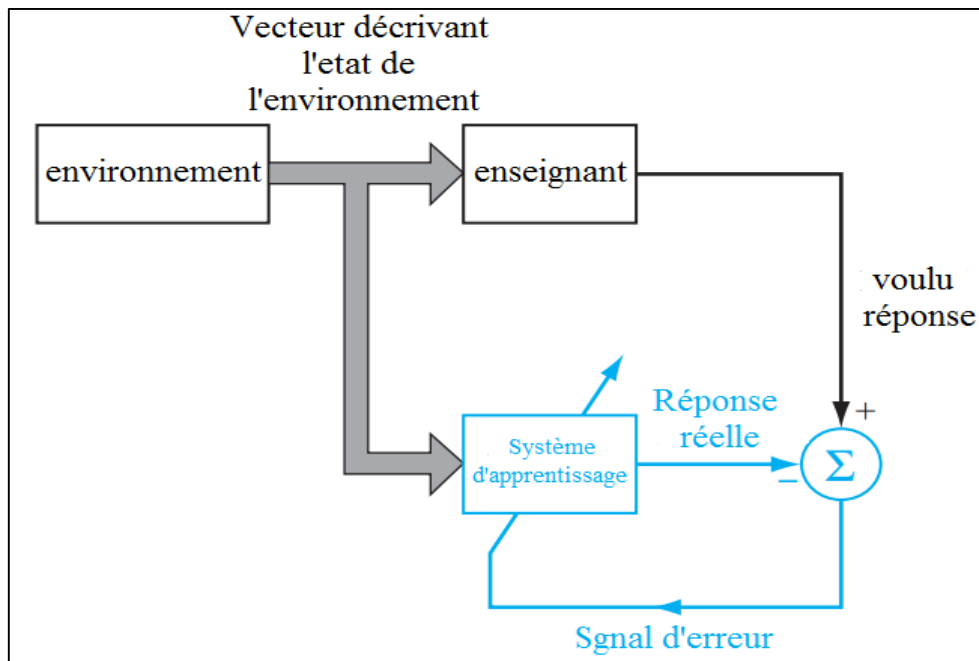 Vecteur décrivant
l'etat de
l'environnement
environnement
enseignant
voulu
réponse
+
Réponse
réelle
Système
d'apprentissage
−
Σ
Sgnal d'erreur